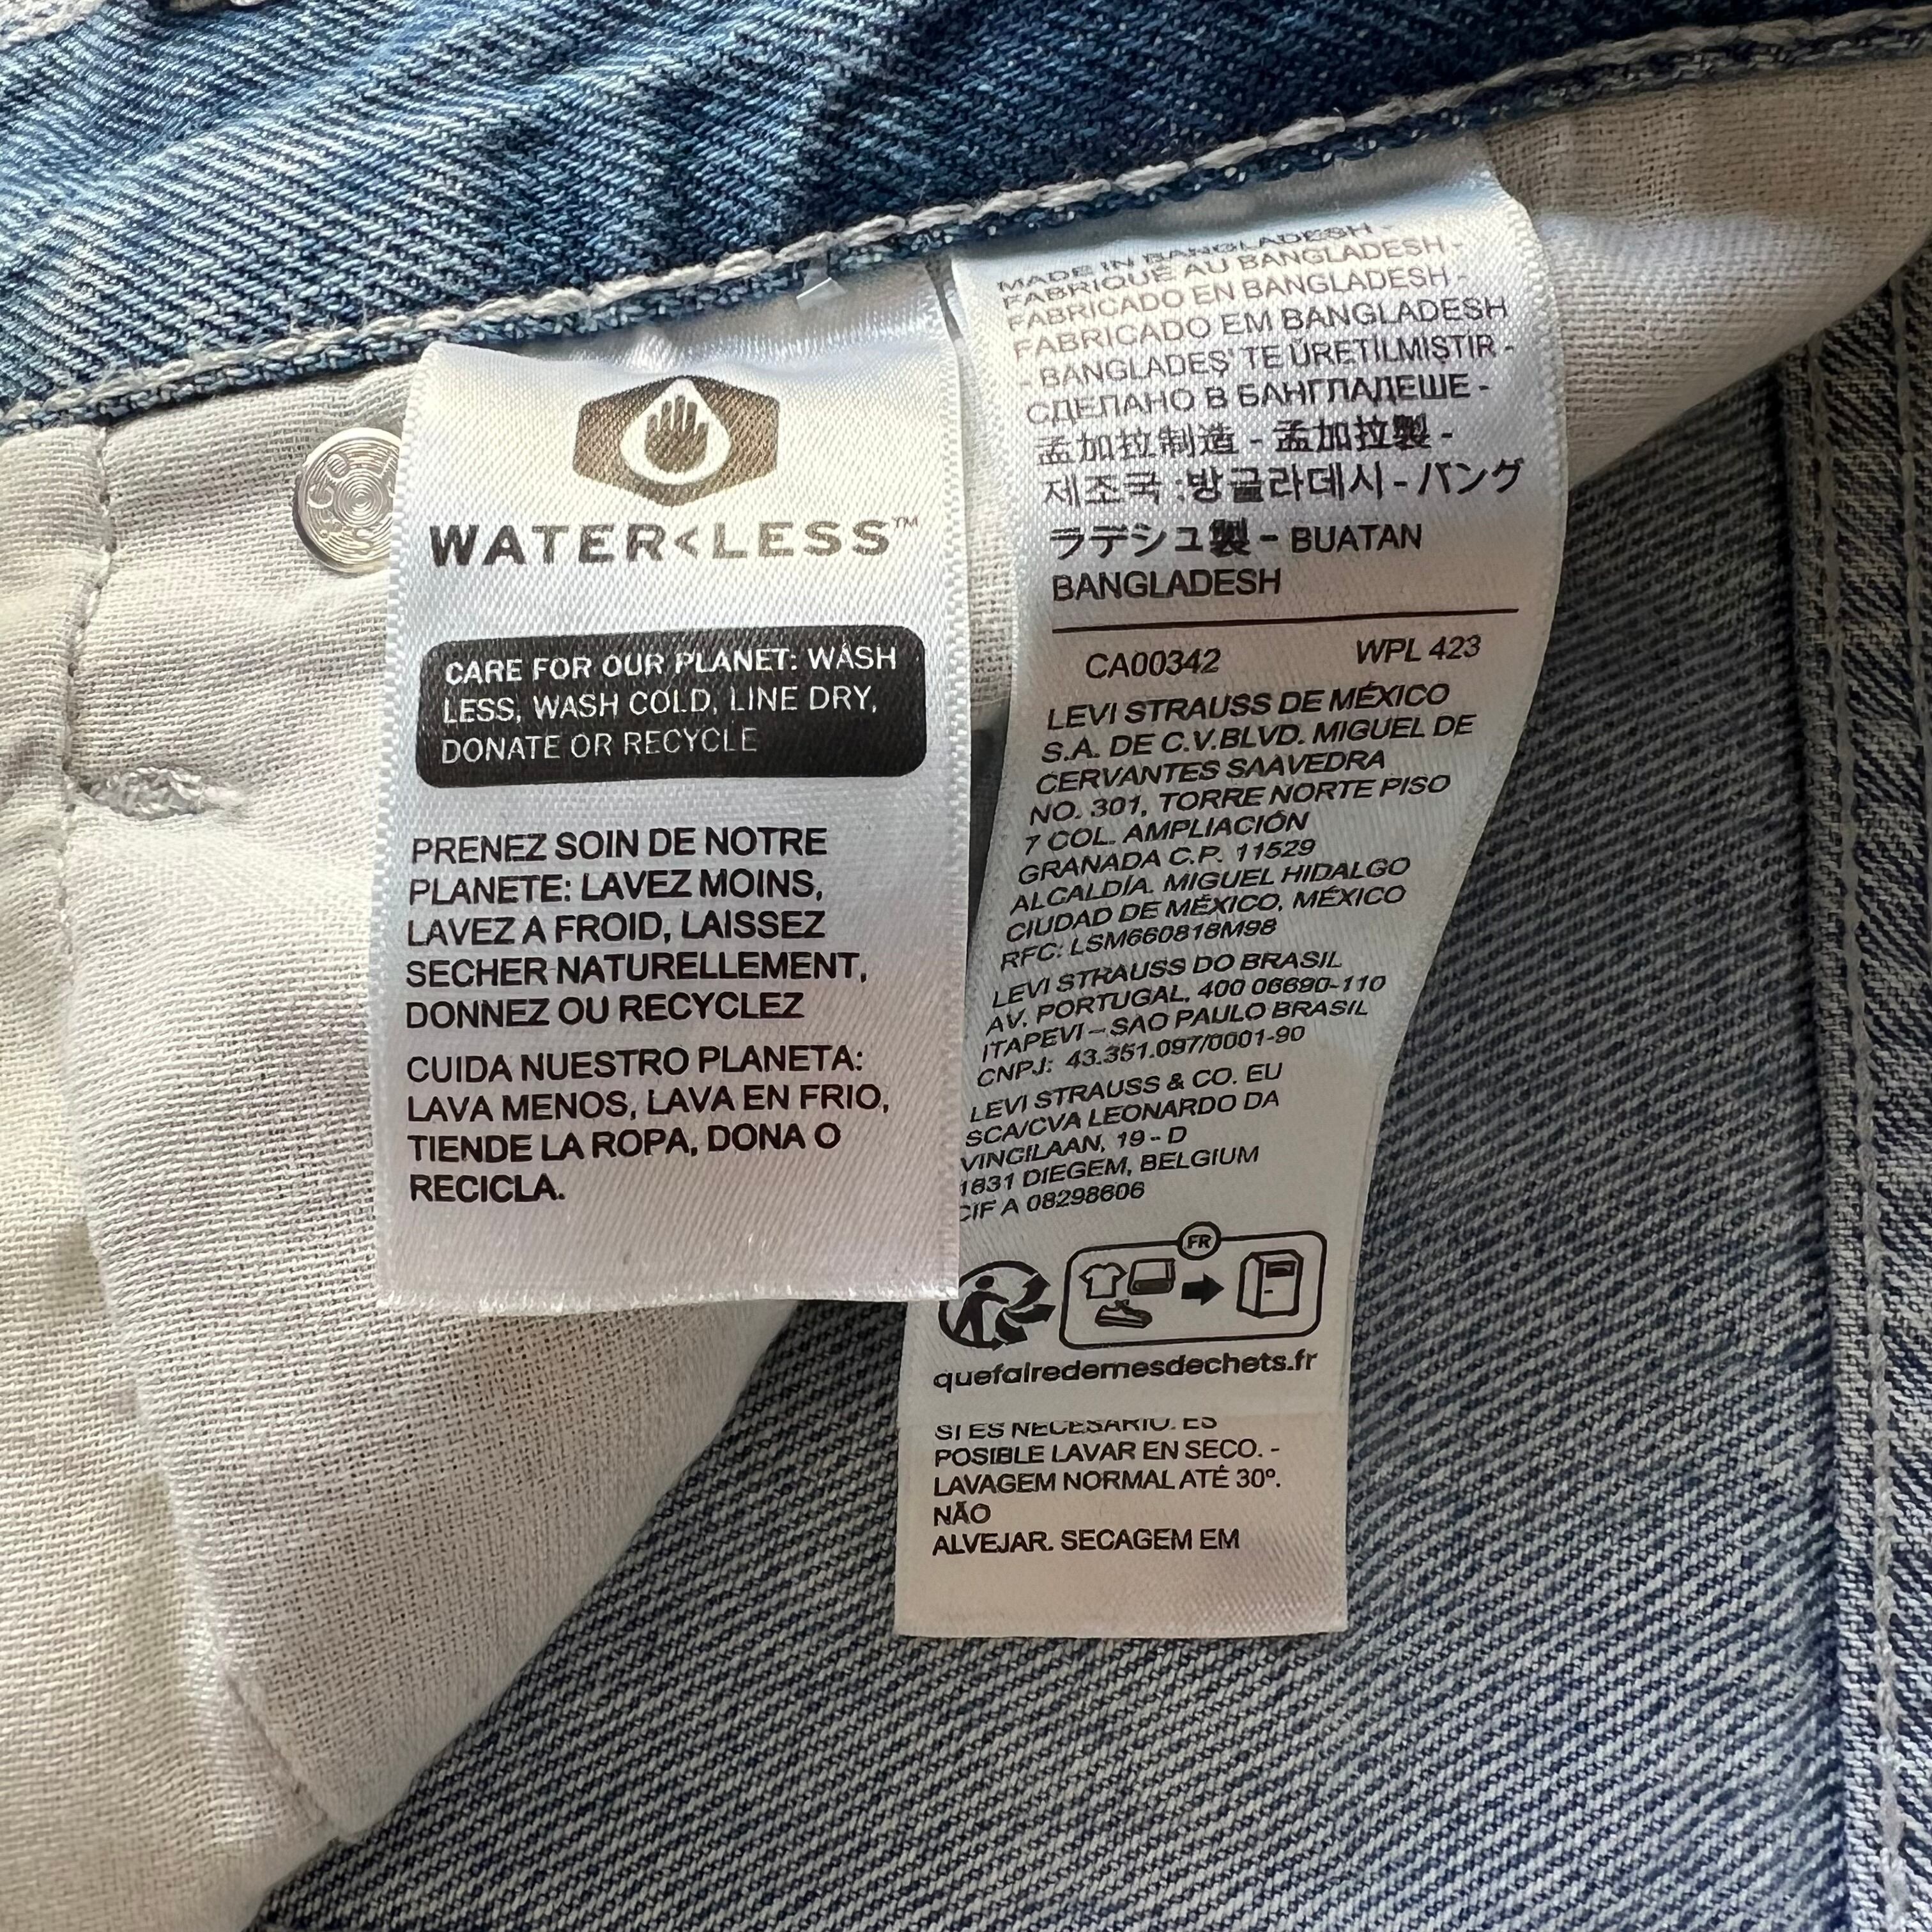 WATER<LESS™
CARE FOR OUR PLANET: WASH
LESS, WASH COLD, LINE DRY,
DONATE OR RECYCLE
PRENEZ SOIN DE NOTRE
PLANETE: LAVEZ MOINS,
LAVEZ A FROID, LAISSEZ
SECHER NATURELLEMENT,
DONNEZ OU RECYCLEZ
CUIDA NUESTRO PLANETA:
LAVA MENOS, LAVA EN FRIO,
TIENDE LA ROPA, DONA O
RECICLA.
MADE IN BANGLADESH -
FABRIQUÉ AU BANGLADESH -
FABRICADO EN BANGLADESH -
FABRICADO EM BANGLADESH
- BANGLADEŞ' TE ÜRETİLMİŞTİR -
СДЕЛАНО В БАНГЛАДЕШЕ -
孟加拉制造 - 孟加拉製 -
제조국 :방글라데시 - バング
ラデシュ製 - BUATAN
BANGLADESH
CA00342 WPL 423
LEVI STRAUSS DE MÉXICO
S.A. DE C.V.BLVD. MIGUEL DE
CERVANTES SAAVEDRA
NO. 301, TORRE NORTE PISO
7 COL. AMPLIACIÓN
GRANADA C.P. 11529
ALCALDÍA. MIGUEL HIDALGO
CIUDAD DE MÉXICO, MÉXICO
RFC: LSM660818M98
LEVI STRAUSS DO BRASIL
AV. PORTUGAL, 400 06690-110
ITAPEVI – SAO PAULO BRASIL
CNPJ: 43.351.097/0001-90
LEVI STRAUSS & CO. EU
SCA/CVA LEONARDO DA
VINCILAAN, 19 - D
1831 DIEGEM, BELGIUM
CIF A 08298606
FR
quefairedemesdechets.fr
SI ES NECESARIO. ES
POSIBLE LAVAR EN SECO. -
LAVAGEM NORMAL ATÉ 30º.
NÃO
ALVEJAR. SECAGEM EM